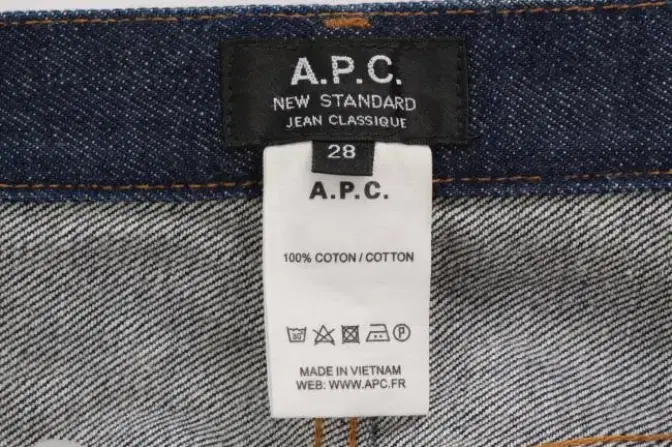 A.P.C.
NEW STANDARD
JEAN CLASSIQUE
28
A.P.C.
100% COTON / COTTON
MADE IN VIETNAM
WEB: WWW.APC.FR